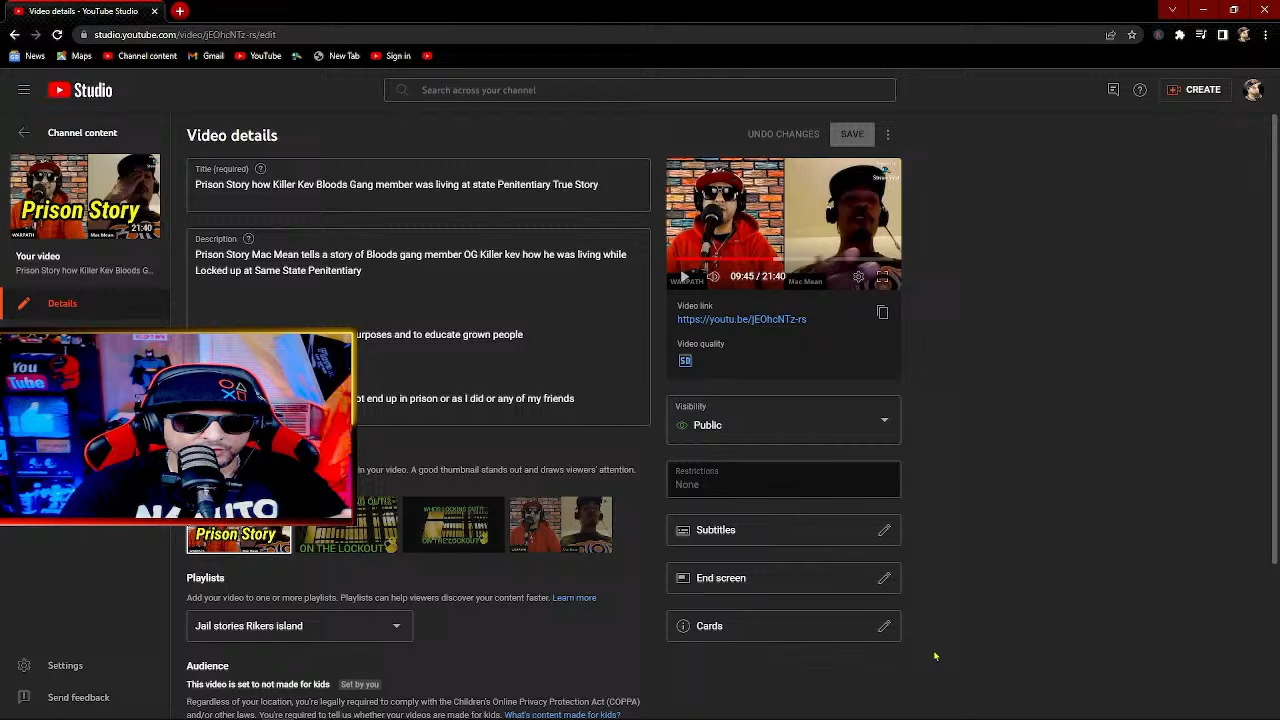 Video details - YouTube Studio
studio.youtube.com/video/jEOhcNTz-rs/edit
News
Maps
Channel content
Gmail
YouTube
New Tab
Sign in
Studio
Search across your channel
CREATE
Channel content
Video details
UNDO CHANGES
SAVE
Title (required)
Prison Story how Killer Kev Bloods Gang member was living at state Penitentiary True Story
Prison Story
21:40
WARPATH
Mac Mean
Your video
Prison Story how Killer Kev Bloods G...
Details
Description
Prison Story Mac Mean tells a story of Bloods gang member OG Killer kev how he was living while
Locked up at Same State Penitentiary
urposes and to educate grown people
ot end up in prison or as I did or any of my friends
09:45 / 21:40
WARPATH
Mac Mean
Video link
https://youtu.be/jEOhcNTz-rs
Video quality
SD
Visibility
Public
Restrictions
None
Subtitles
End screen
Cards
You
Tube
NARUTO
in your video. A good thumbnail stands out and draws viewers' attention.
Prison Story
WARPATH
Mac Mean
ON THE LOCKOUT
Playlists
Add your video to one or more playlists. Playlists can help viewers discover your content faster. Learn more
Jail stories Rikers island
Audience
This video is set to not made for kids
Set by you
Regardless of your location, you're legally required to comply with the Children's Online Privacy Protection Act (COPPA)
and/or other laws. You're required to tell us whether your videos are made for kids. What's content made for kids?
Settings
Send feedback